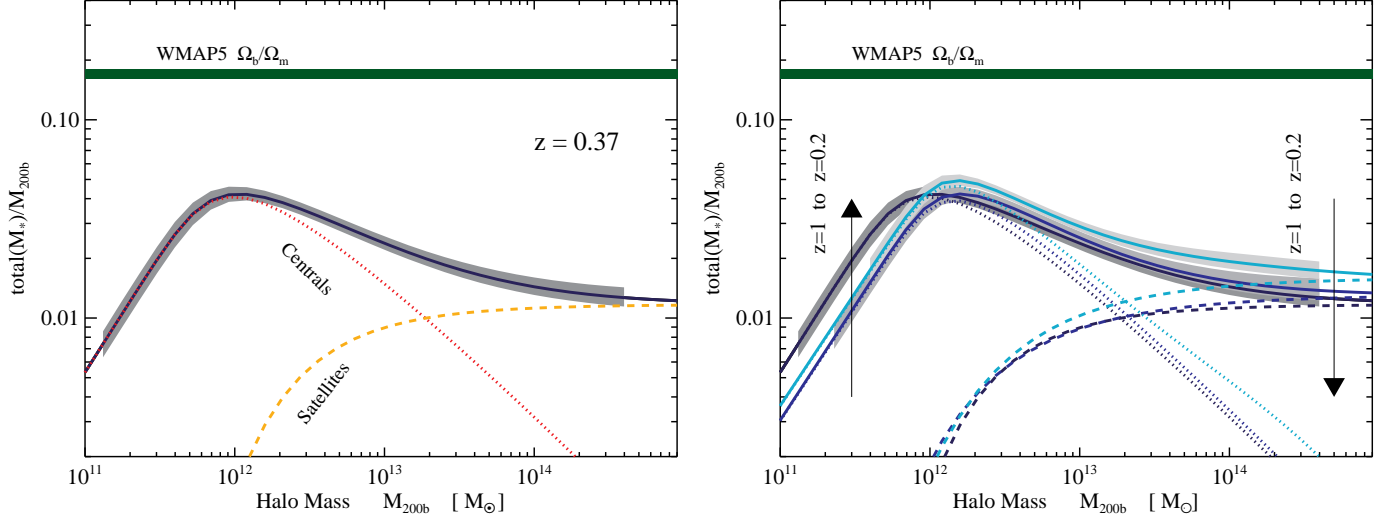 WMAP5 Ω_b/Ω_m
z = 0.37
Centrals
Satellites
0.10
0.01
total(M_*)/M_200b
10^11
10^12
10^13
10^14
Halo Mass M_200b [ M_⊙]
WMAP5 Ω_b/Ω_m
z=1 to z=0.2
z=1 to z=0.2
0.10
0.01
total(M_*)/M_200b
10^11
10^12
10^13
10^14
Halo Mass M_200b [ M_⊙]